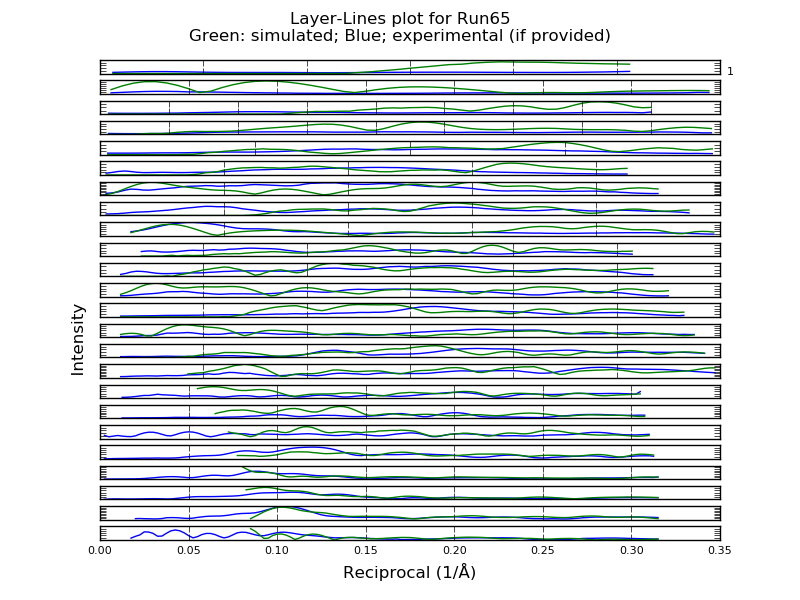 Layer-Lines plot for Run65
Green: simulated; Blue; experimental (if provided)
1
Intensity
0.00 0.05 0.10 0.15 0.20 0.25 0.30 0.35
Reciprocal (1/Å)